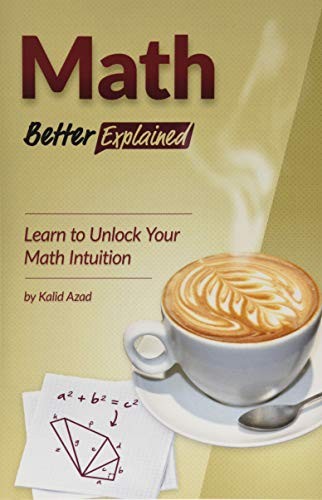 Math
Better Explained
Learn to Unlock Your
Math Intuition
by Kalid Azad
a² + b² = c²